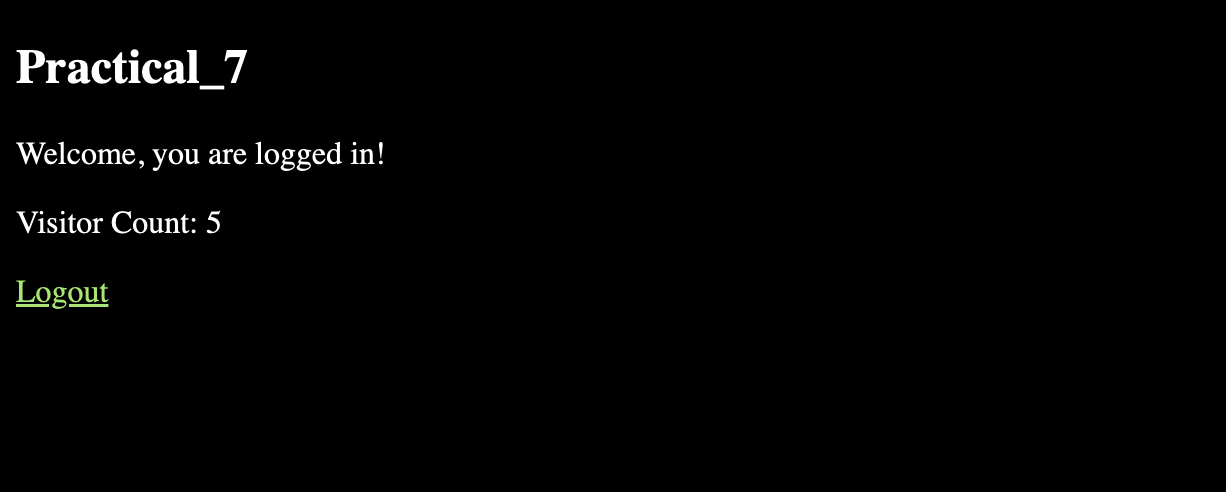 Practical_7
Welcome, you are logged in!
Visitor Count: 5
Logout